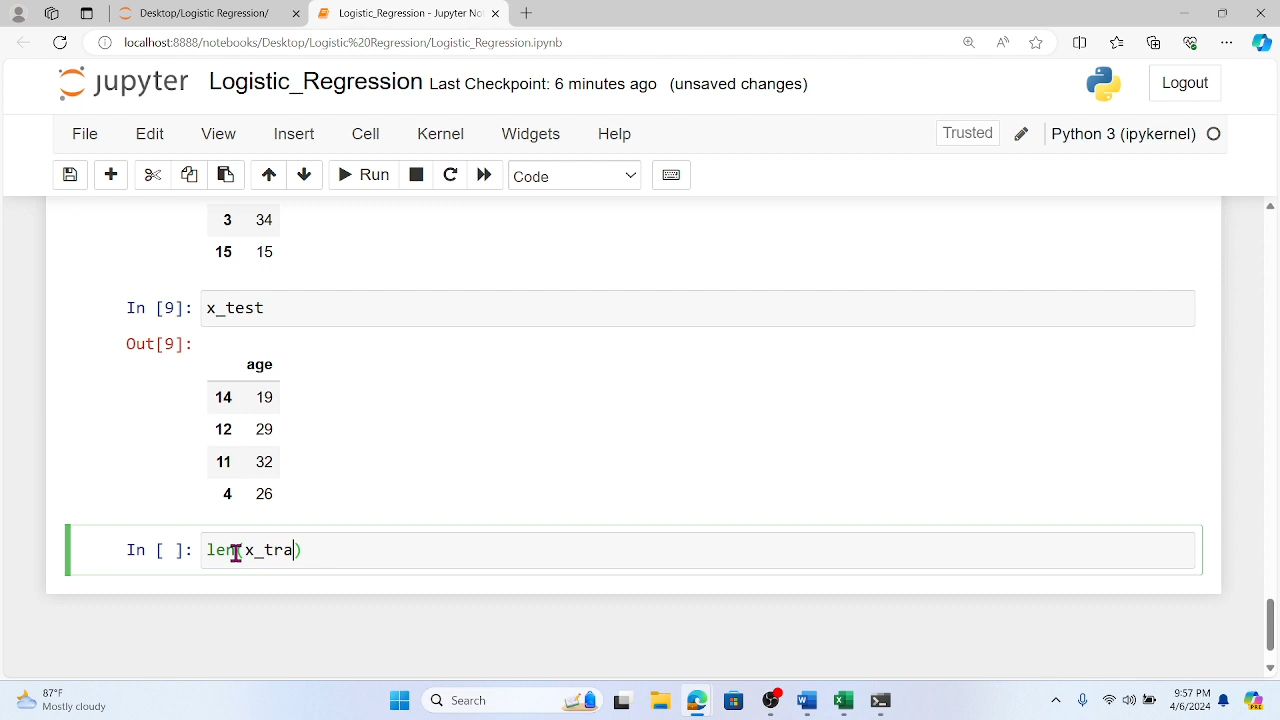 Desktop/Logistic Regression/
Logistic_Regression - Jupyter No
localhost:8888/notebooks/Desktop/Logistic%20Regression/Logistic_Regression.ipynb
jupyter Logistic_Regression Last Checkpoint: 6 minutes ago (unsaved changes)
Logout
File Edit View Insert Cell Kernel Widgets Help
Trusted
Python 3 (ipykernel)
Run
Code
3 34
15 15
In [9]: x_test
Out[9]:
age
14 19
12 29
11 32
4 26
In [ ]: len(x_tra)
87°F
Mostly cloudy
Search
9:57 PM
4/6/2024